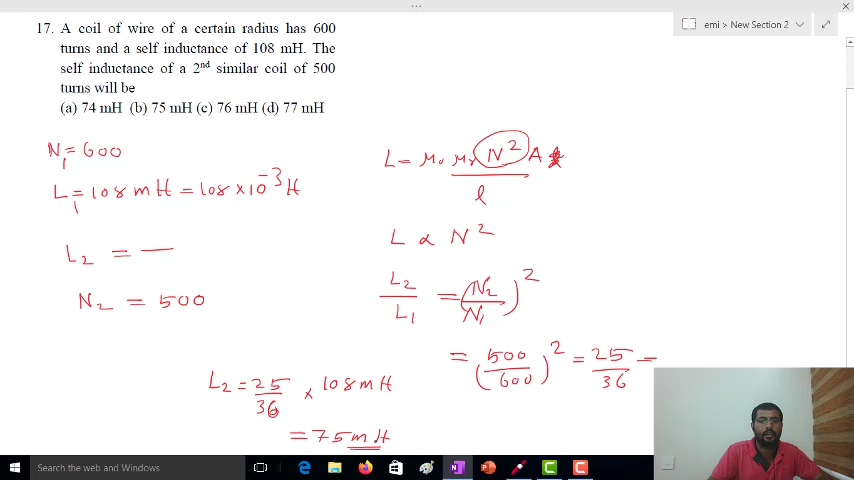 emi > New Section 2
17. A coil of wire of a certain radius has 600
turns and a self inductance of 108 mH. The
self inductance of a 2nd similar coil of 500
turns will be
(a) 74 mH (b) 75 mH (c) 76 mH (d) 77 mH
N₁ = 600
L₁ = 108 mH = 108 × 10⁻³ H
L₂ = —
N₂ = 500
L = μ₀ μᵣ N² A / l
L ∝ N²
L₂ / L₁ = (N₂ / N₁)²
= (500 / 600)² = 25 / 36 =
L₂ = 25 / 36 × 108 mH
= 75 mH
Search the web and Windows